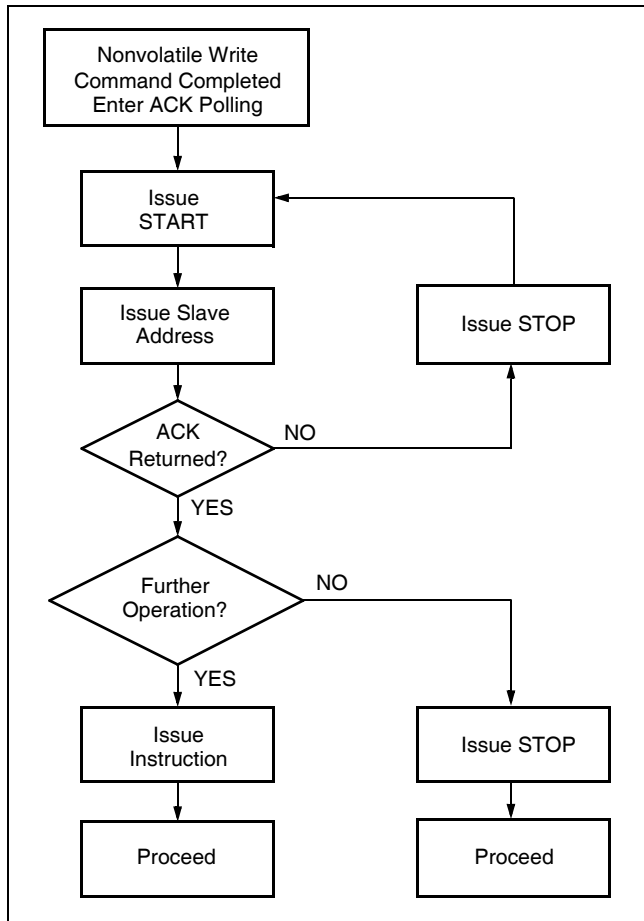 Nonvolatile Write
Command Completed
Enter ACK Polling
Issue
START
Issue Slave
Address
Issue STOP
ACK
Returned?
NO
YES
Further
Operation?
NO
YES
Issue
Instruction
Issue STOP
Proceed
Proceed